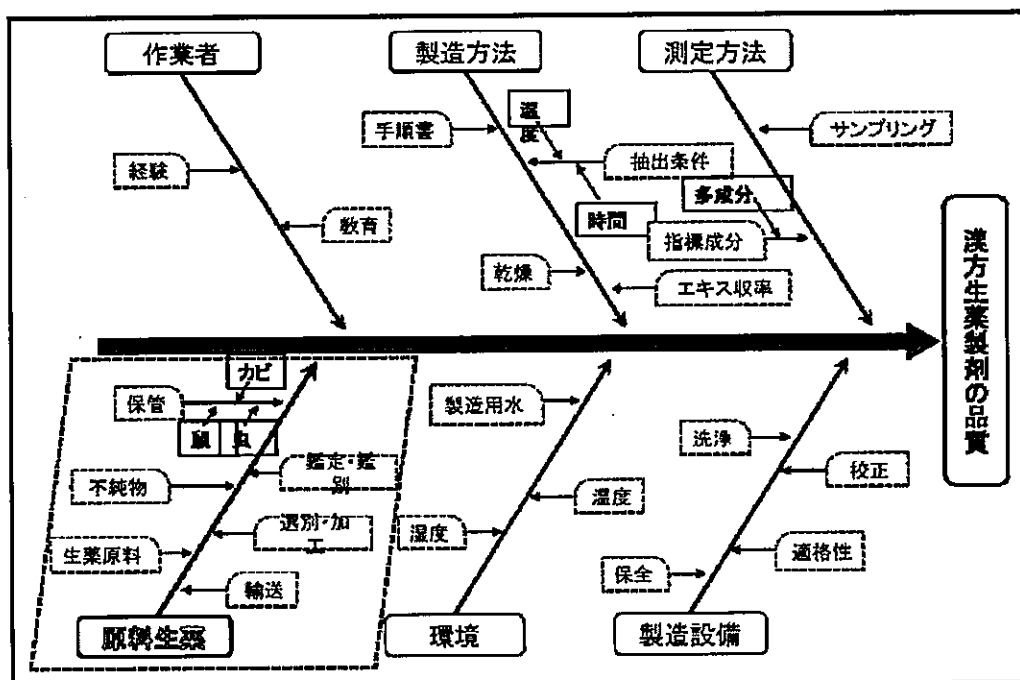 作業者
製造方法
測定方法
温
度
手順書
サンプリング
経験
抽出条件
多成分
時間
教育
指標成分
乾燥
エキス収率
漢方生薬製剤の品質
カビ
保管
製造用水
虫
洗浄
鑑定・鑑
別
不純物
校正
温度
選別・加
工
湿度
生薬原料
適格性
保全
輸送
原料生薬
環境
製造設備